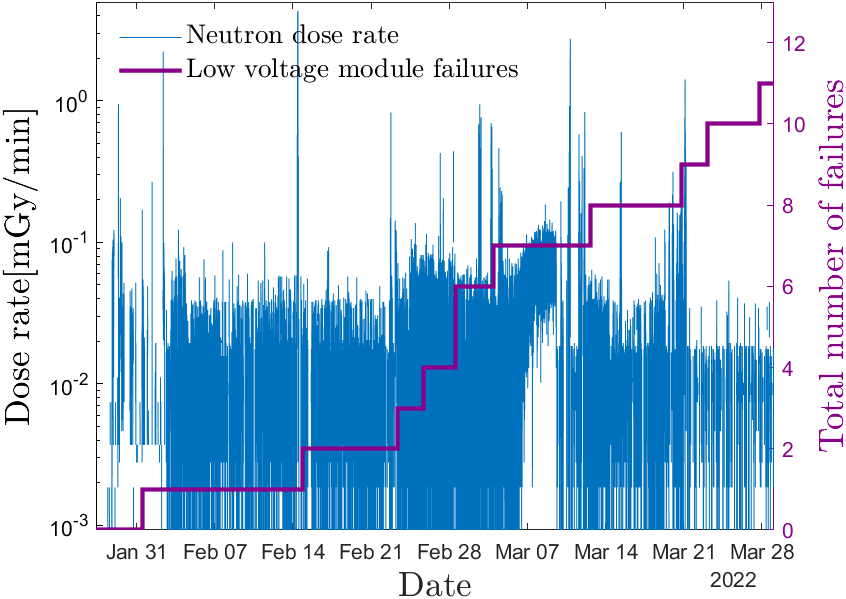 Neutron dose rate
Low voltage module failures
Dose rate[mGy/min]
10^0
10^-1
10^-2
10^-3
12
10
8
6
4
2
0
Total number of failures
Jan 31 Feb 07 Feb 14 Feb 21 Feb 28 Mar 07 Mar 14 Mar 21 Mar 28
2022
Date